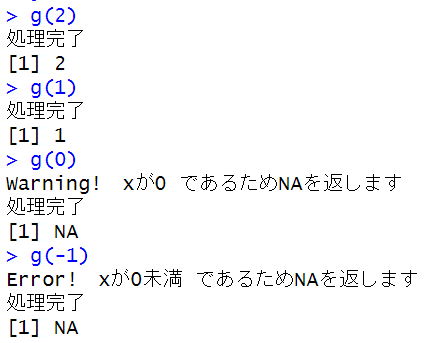 > g(2)
処理完了
[1] 2
> g(1)
処理完了
[1] 1
> g(0)
Warning!　xが0 であるためNAを返します
処理完了
[1] NA
> g(-1)
Error!　xが0未満 であるためNAを返します
処理完了
[1] NA